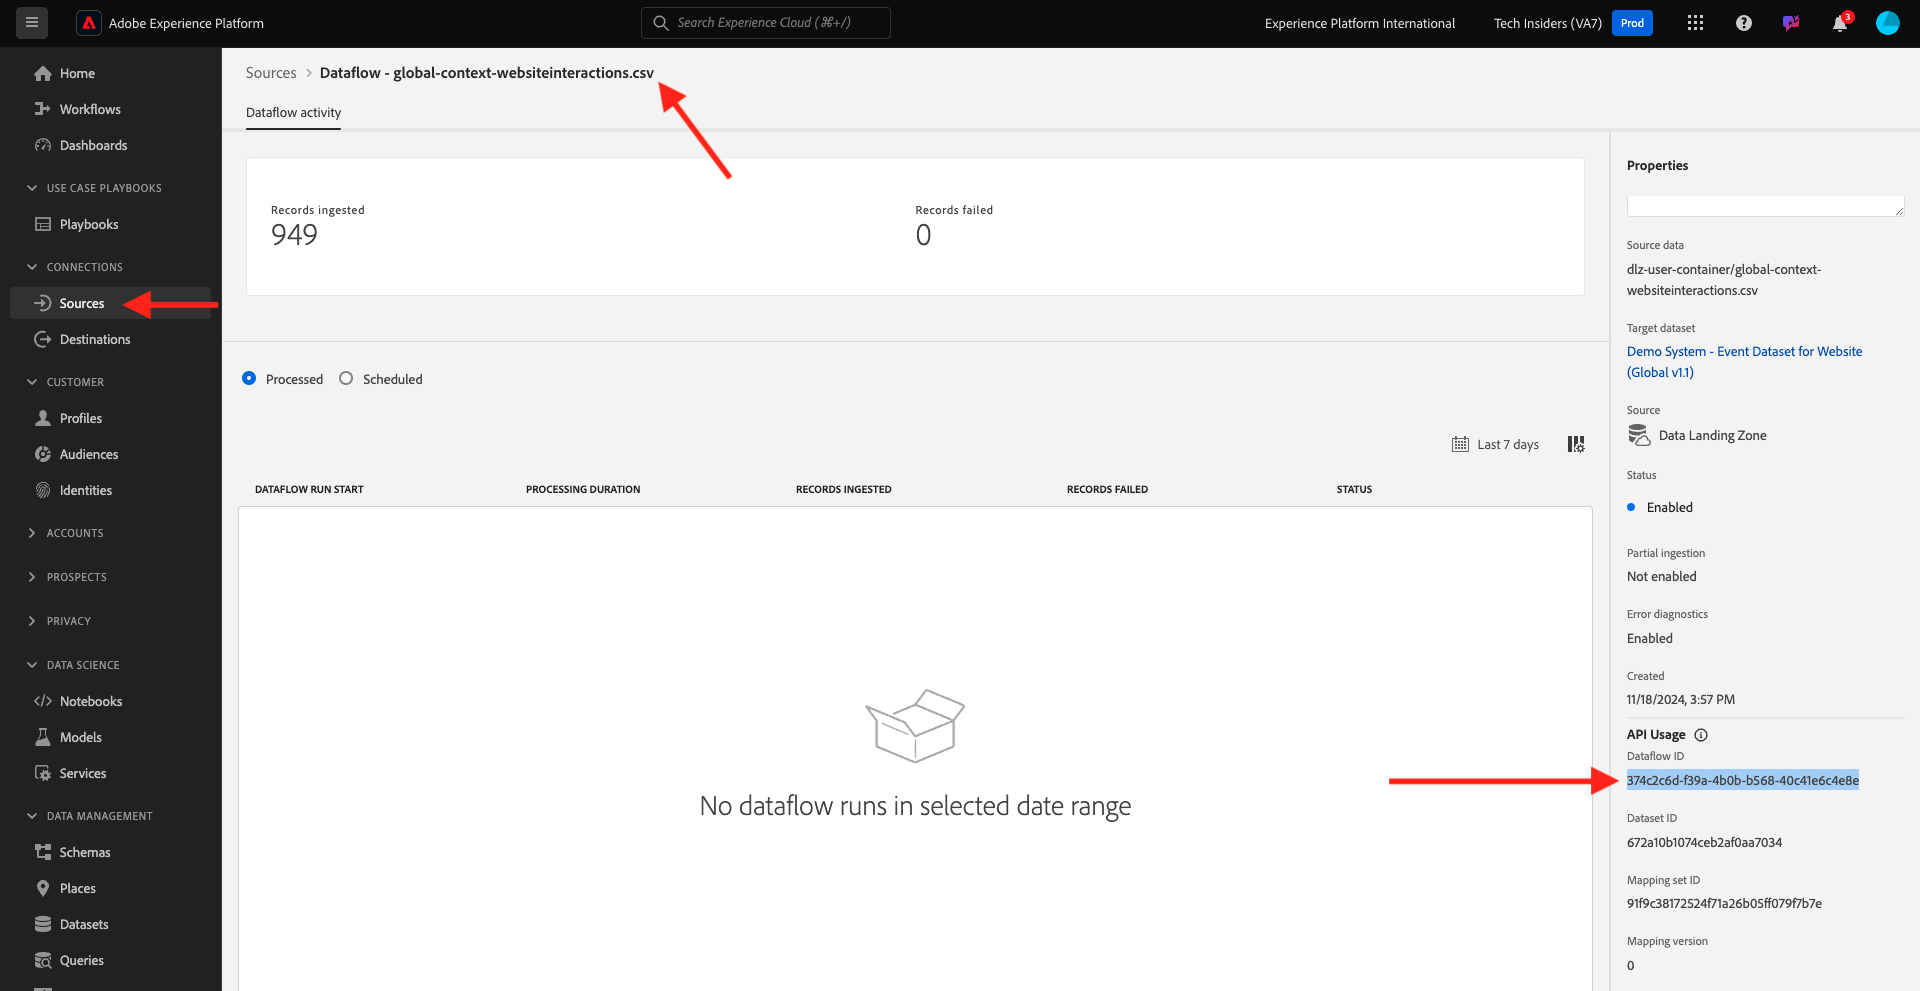 Adobe Experience Platform
Search Experience Cloud (⌘+/)
Experience Platform International
Tech Insiders (VA7)
Prod
3
Home
Workflows
Dashboards
USE CASE PLAYBOOKS
Playbooks
CONNECTIONS
Sources
Destinations
CUSTOMER
Profiles
Audiences
Identities
ACCOUNTS
PROSPECTS
PRIVACY
DATA SCIENCE
Notebooks
Models
Services
DATA MANAGEMENT
Schemas
Places
Datasets
Queries
Sources > Dataflow - global-context-websiteinteractions.csv
Dataflow activity
Records ingested
949
Records failed
0
Processed
Scheduled
Last 7 days
DATAFLOW RUN START
PROCESSING DURATION
RECORDS INGESTED
RECORDS FAILED
STATUS
No dataflow runs in selected date range
Properties
Source data
dlz-user-container/global-context-
websiteinteractions.csv
Target dataset
Demo System - Event Dataset for Website
(Global v1.1)
Source
Data Landing Zone
Status
Enabled
Partial ingestion
Not enabled
Error diagnostics
Enabled
Created
11/18/2024, 3:57 PM
API Usage
Dataflow ID
374c2c6d-f39a-4b0b-b568-40c41e6c4e8e
Dataset ID
672a10b1074ceb2af0aa7034
Mapping set ID
91f9c38172524f71a26b05ff079f7b7e
Mapping version
0